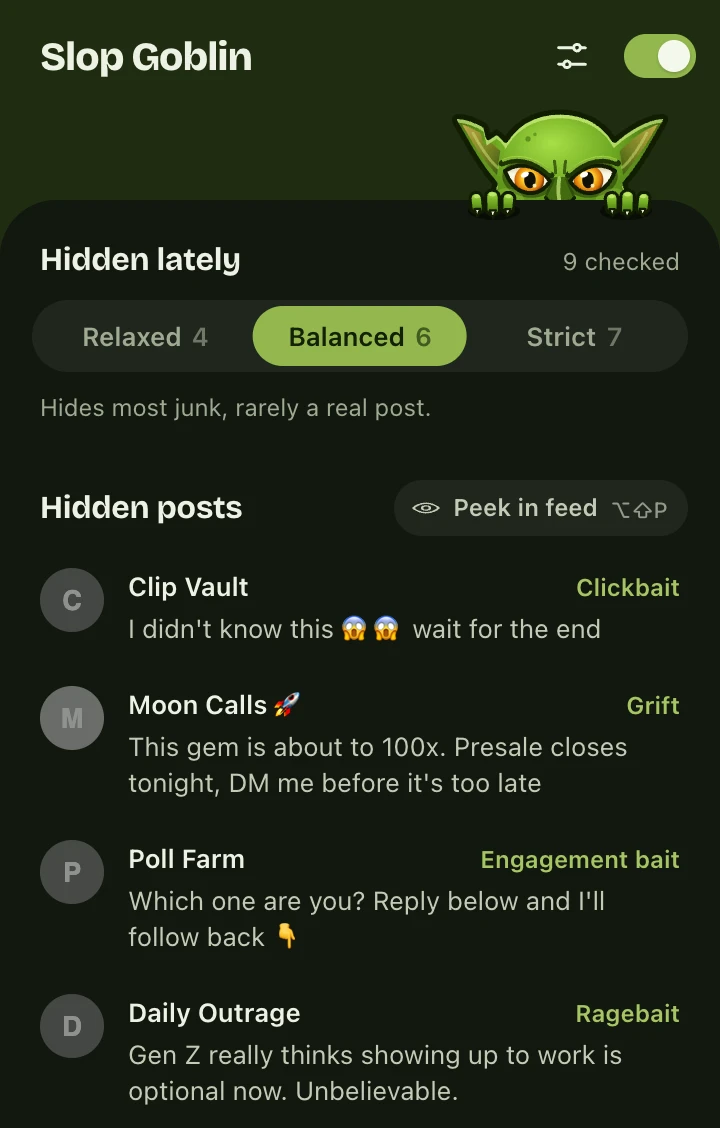 Slop Goblin
Hidden lately
9 checked
Relaxed 4
Balanced 6
Strict 7
Hides most junk, rarely a real post.
Hidden posts
Peek in feed ⌥⇧P
C
Clip Vault
Clickbait
I didn't know this 😱😱 wait for the end
M
Moon Calls 🚀
Grift
This gem is about to 100x. Presale closes
tonight, DM me before it's too late
P
Poll Farm
Engagement bait
Which one are you? Reply below and I'll
follow back 👇
D
Daily Outrage
Ragebait
Gen Z really thinks showing up to work is
optional now. Unbelievable.